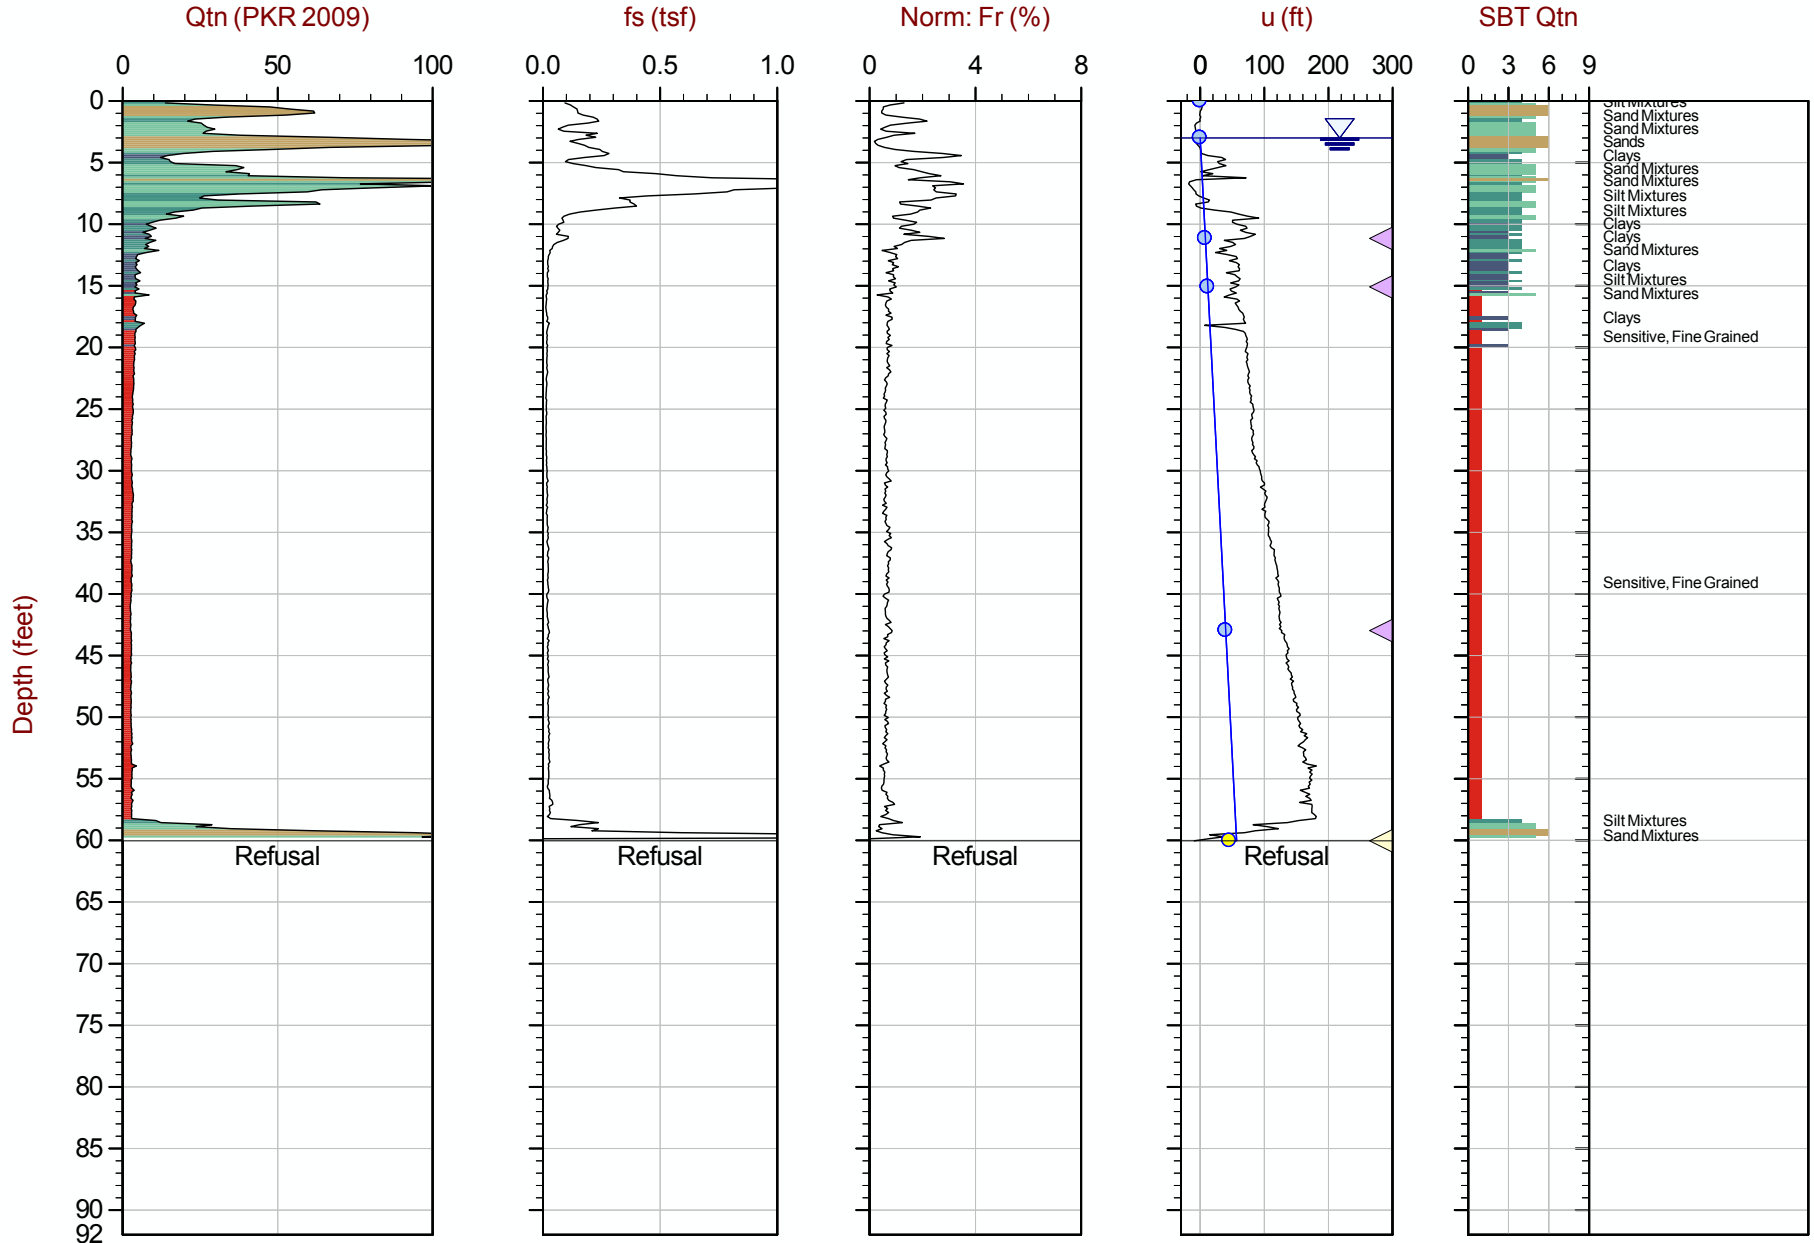 Qtn (PKR 2009)
fs (tsf)
Norm: Fr (%)
u (ft)
SBT Qtn
0 50 100
0.0 0.5 1.0
0 4 8
0 100 200 300
0 3 6 9
Depth (feet)
0
5
10
15
20
25
30
35
40
45
50
55
60
65
70
75
80
85
90
92
Silt Mixtures
Sand Mixtures
Sand Mixtures
Sands
Clays
Sand Mixtures
Sand Mixtures
Silt Mixtures
Silt Mixtures
Clays
Clays
Sand Mixtures
Clays
Silt Mixtures
Sand Mixtures
Clays
Sensitive, Fine Grained
Sensitive, Fine Grained
Silt Mixtures
Sand Mixtures
Refusal
Refusal
Refusal
Refusal